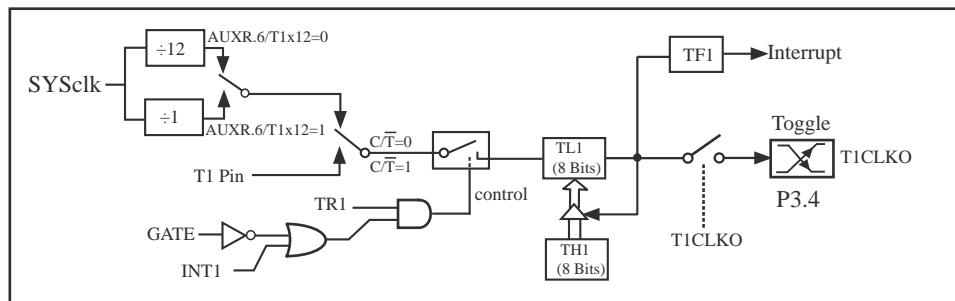 ÷12
AUXR.6/T1x12=0
SYSclk
÷1
AUXR.6/T1x12=1
T1 Pin
C/T̅=0
C/T̅=1
TR1
GATE
INT1
control
TL1
(8 Bits)
TH1
(8 Bits)
TF1
Interrupt
Toggle
T1CLKO
P3.4
T1CLKO